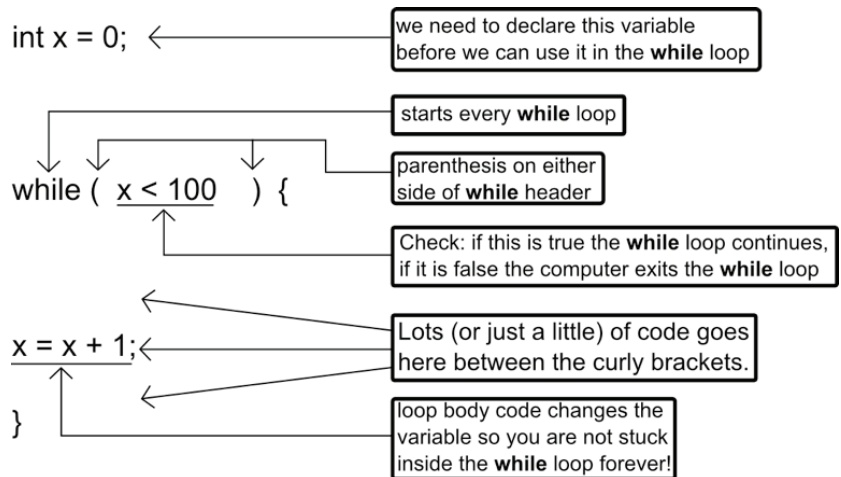 int x = 0;
we need to declare this variable
before we can use it in the while loop
starts every while loop
while ( x < 100 ) {
parenthesis on either
side of while header
Check: if this is true the while loop continues,
if it is false the computer exits the while loop
x = x + 1;
Lots (or just a little) of code goes
here between the curly brackets.
}
loop body code changes the
variable so you are not stuck
inside the while loop forever!